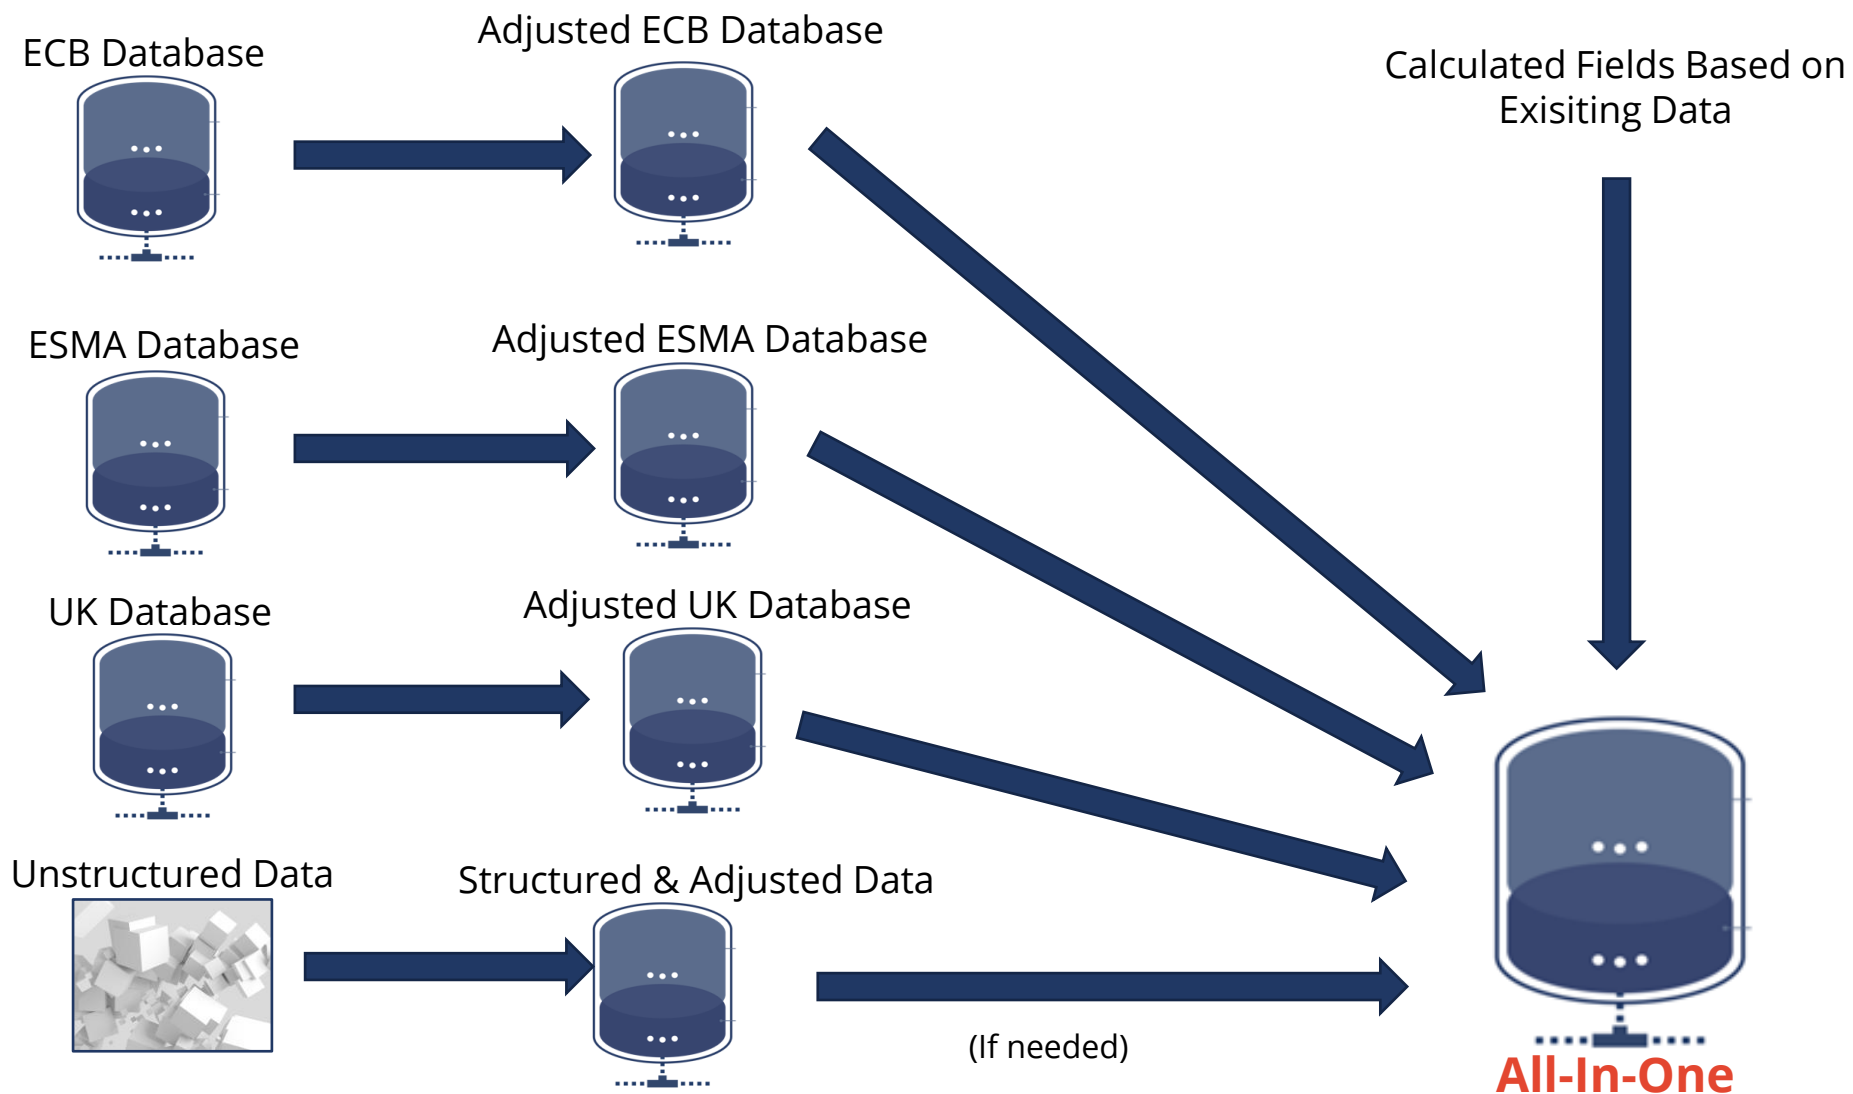 ECB Database
Adjusted ECB Database
Calculated Fields Based on
Exisiting Data
ESMA Database
Adjusted ESMA Database
UK Database
Adjusted UK Database
Unstructured Data
Structured & Adjusted Data
(If needed)
All-In-One